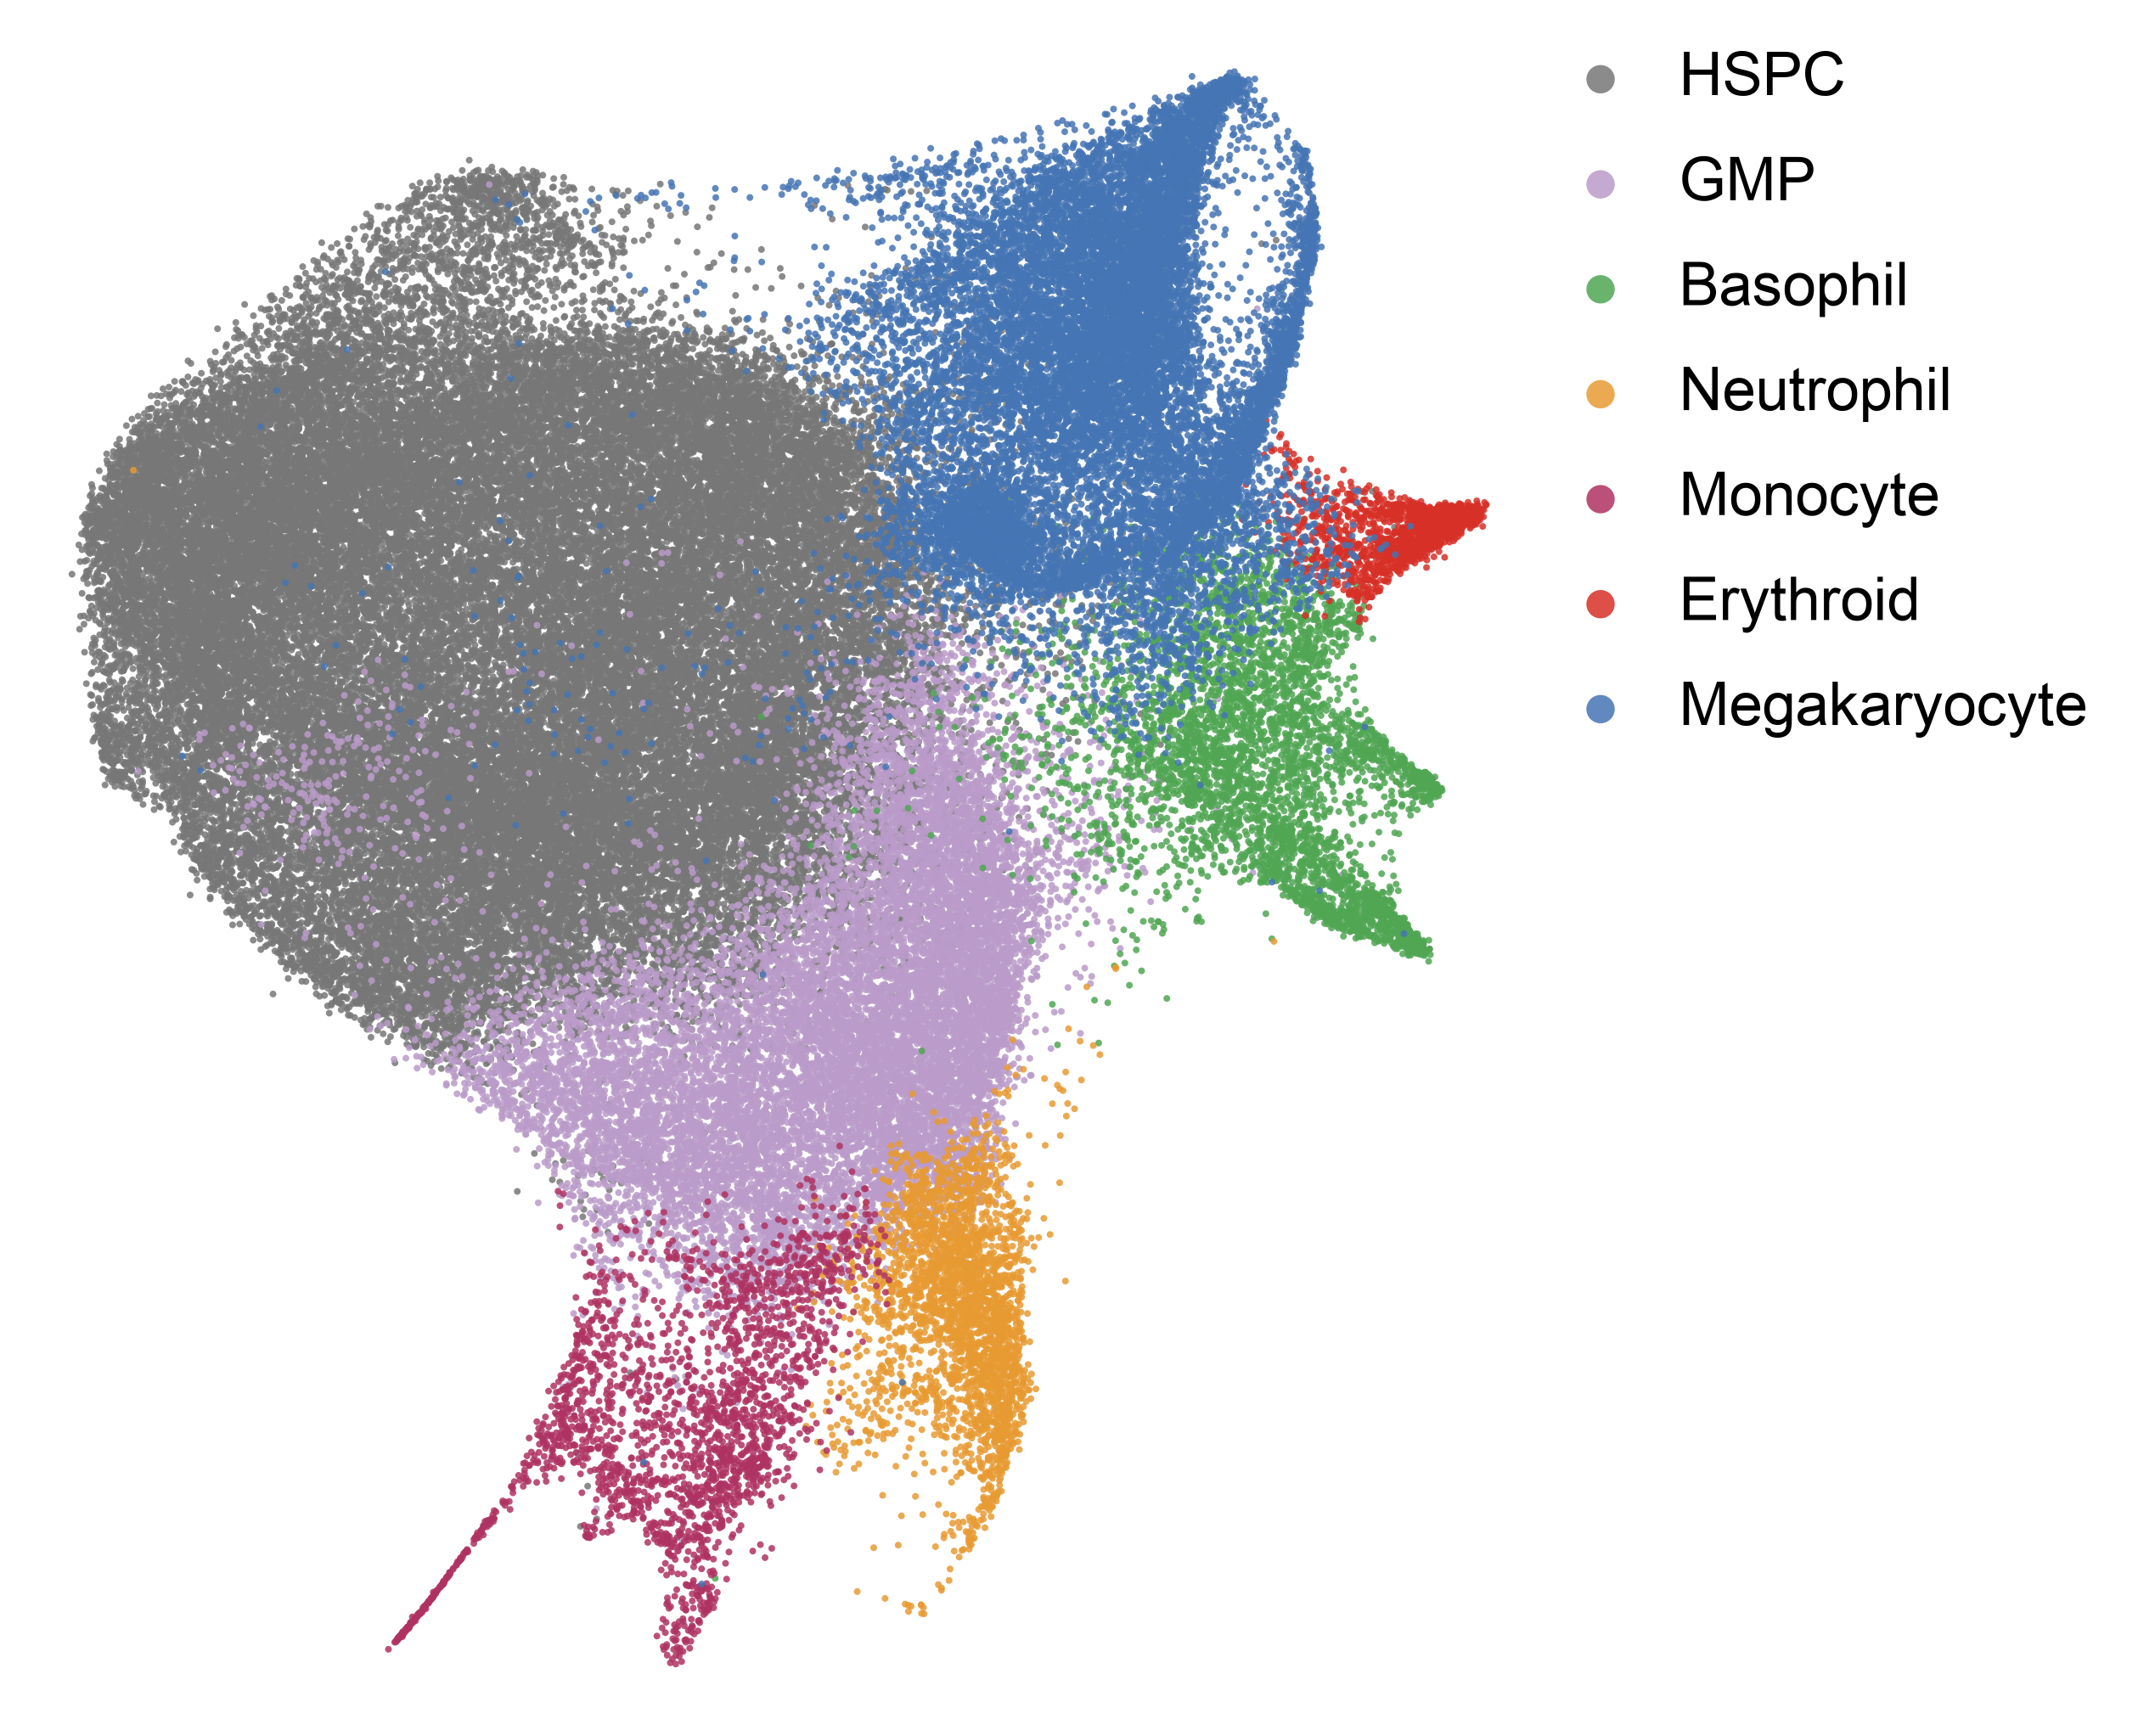 HSPC
GMP
Basophil
Neutrophil
Monocyte
Erythroid
Megakaryocyte